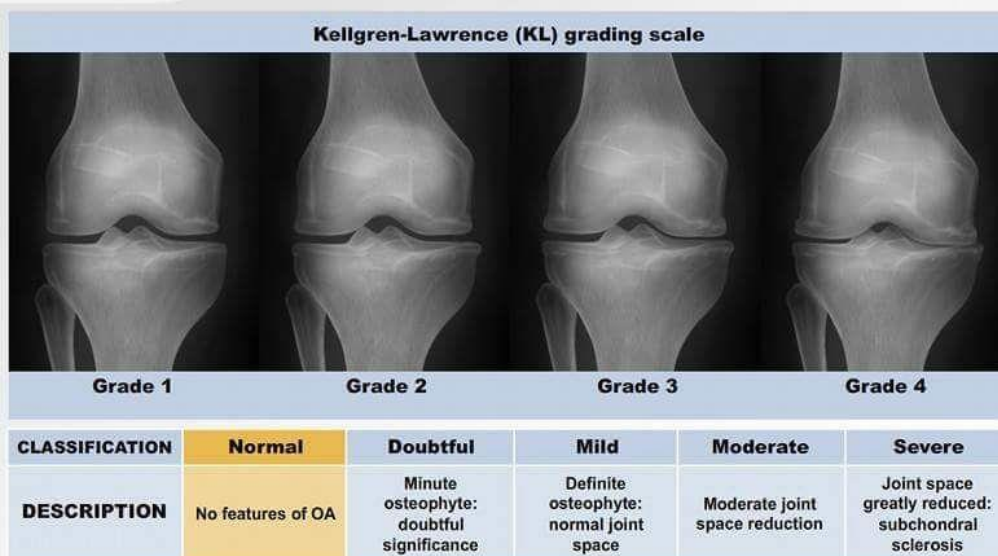 Kellgren-Lawrence (KL) grading scale
Grade 1
Grade 2
Grade 3
Grade 4
CLASSIFICATION
Normal
Doubtful
Mild
Moderate
Severe
DESCRIPTION
No features of OA
Minute
osteophyte:
doubtful
significance
Definite
osteophyte:
normal joint
space
Moderate joint
space reduction
Joint space
greatly reduced:
subchondral
sclerosis